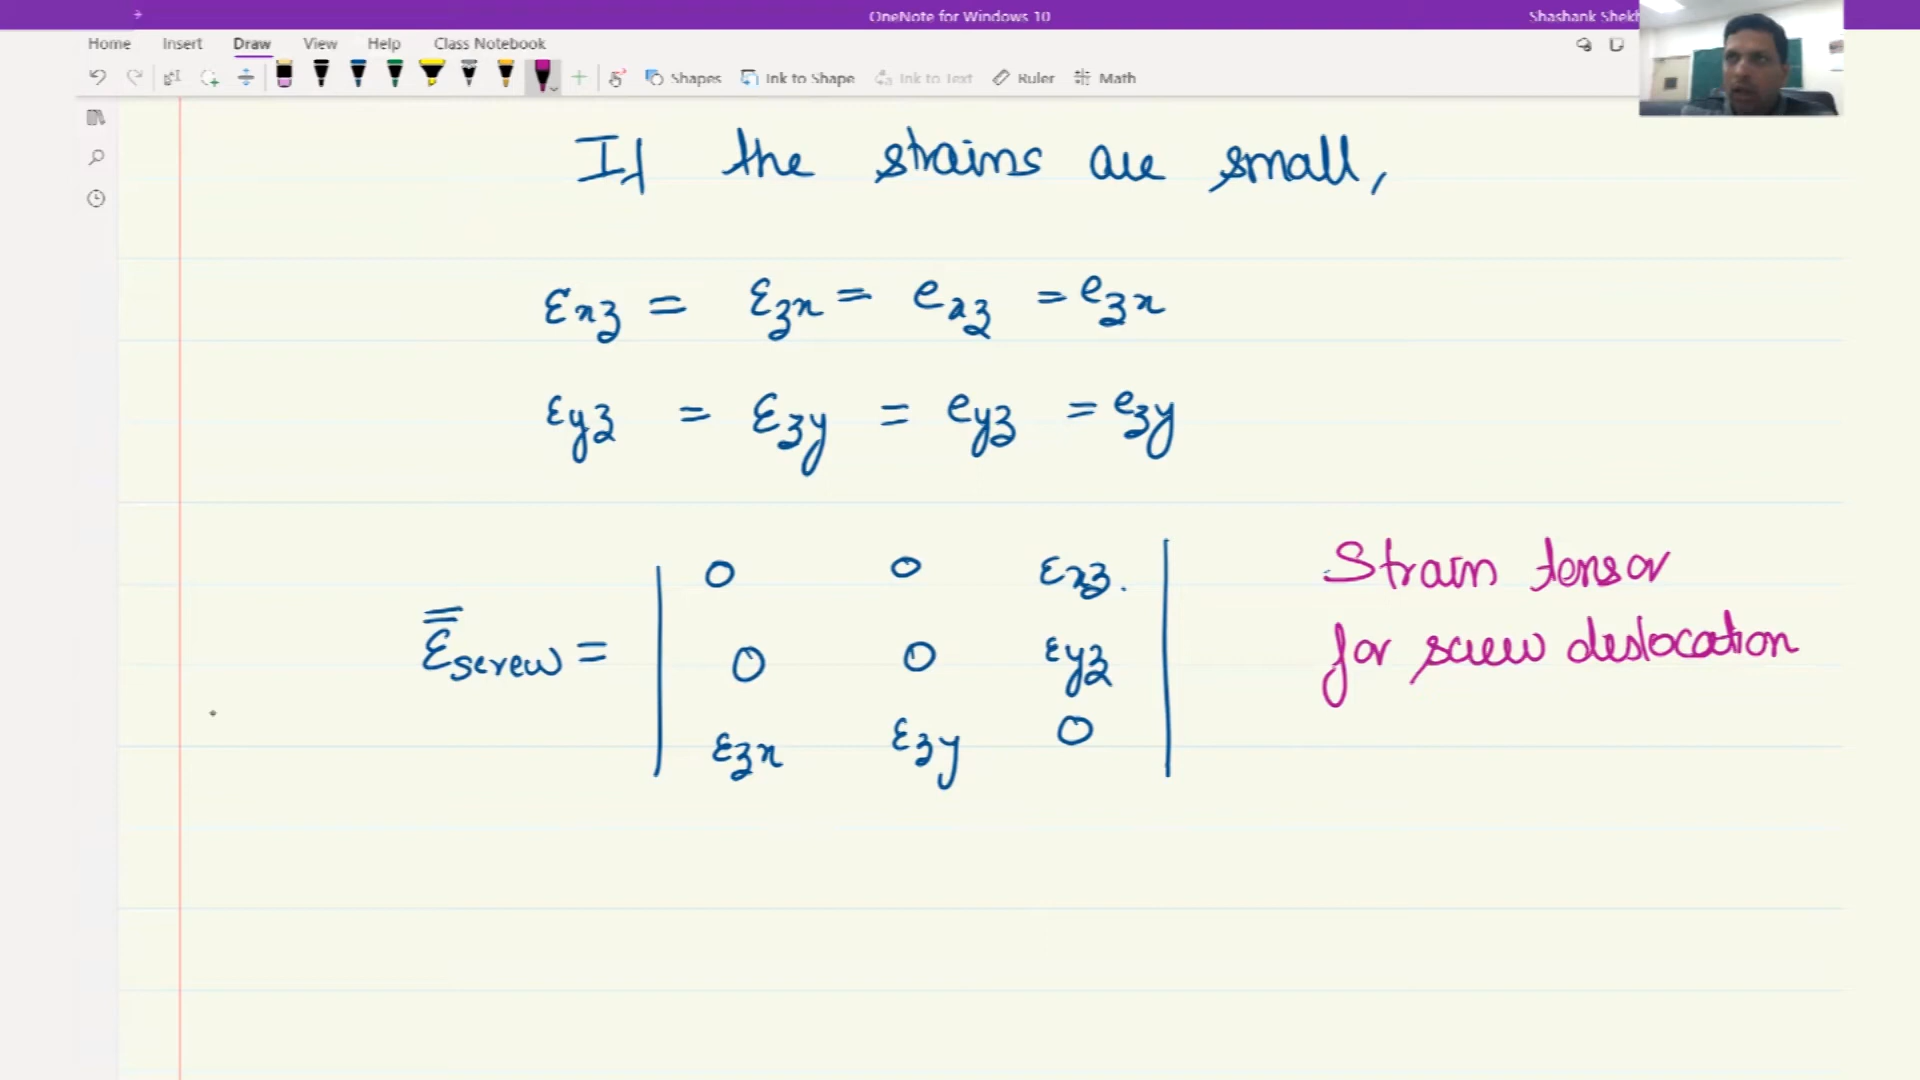 OneNote for Windows 10
Shashank Shekh
Home Insert Draw View Help Class Notebook
Shapes Ink to Shape Ink to Text Ruler Math
If the strains are small,
εxz = εzx = exz = ezx
εyz = εzy = eyz = ezy
0 0 εxz.
0 0 εyz
εzx εzy 0
ε̿screw =
Strain tensor
for screw deslocation